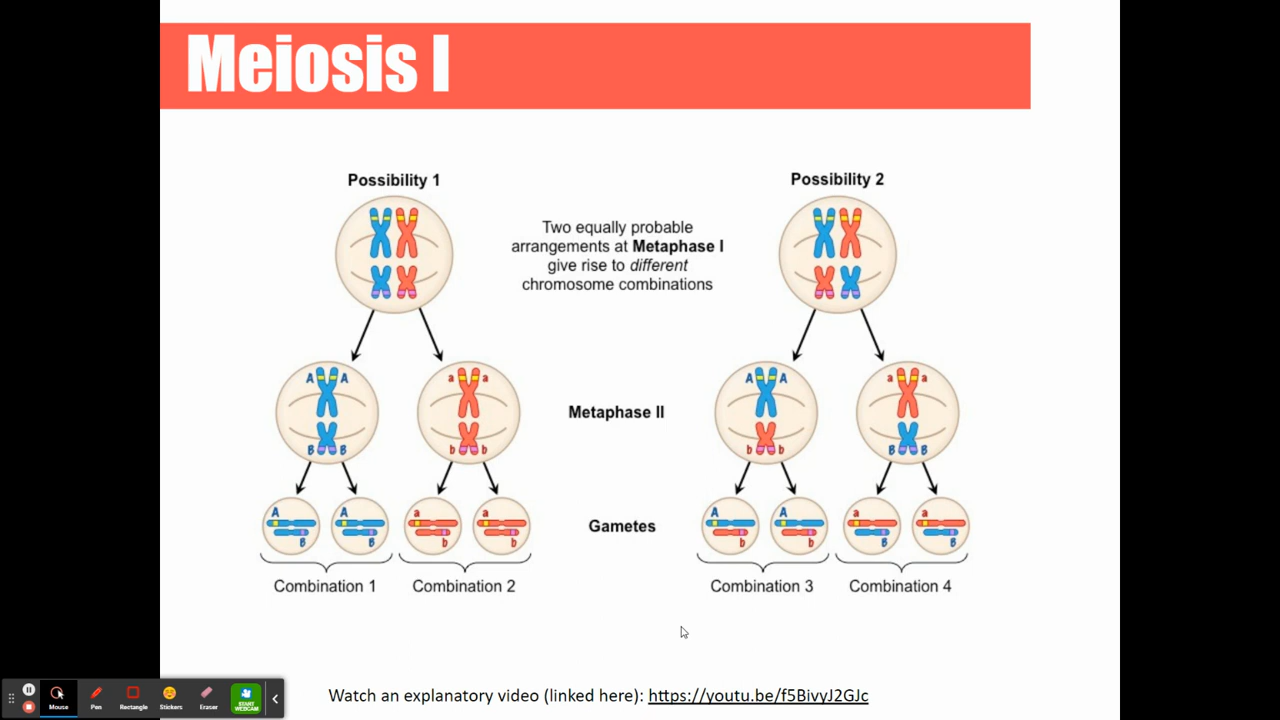 Meiosis I
Possibility 1
Possibility 2
Two equally probable
arrangements at Metaphase I
give rise to different
chromosome combinations
A A
a a
A A
a a
Metaphase II
B B
b b
b b
B B
A A a a
A A a a
Gametes
B B b b
b b B B
Combination 1
Combination 2
Combination 3
Combination 4
Watch an explanatory video (linked here): https://youtu.be/f5BivyJ2GJc
Mouse
Pen
Rectangle
Stickers
Eraser
START
WEBCAM